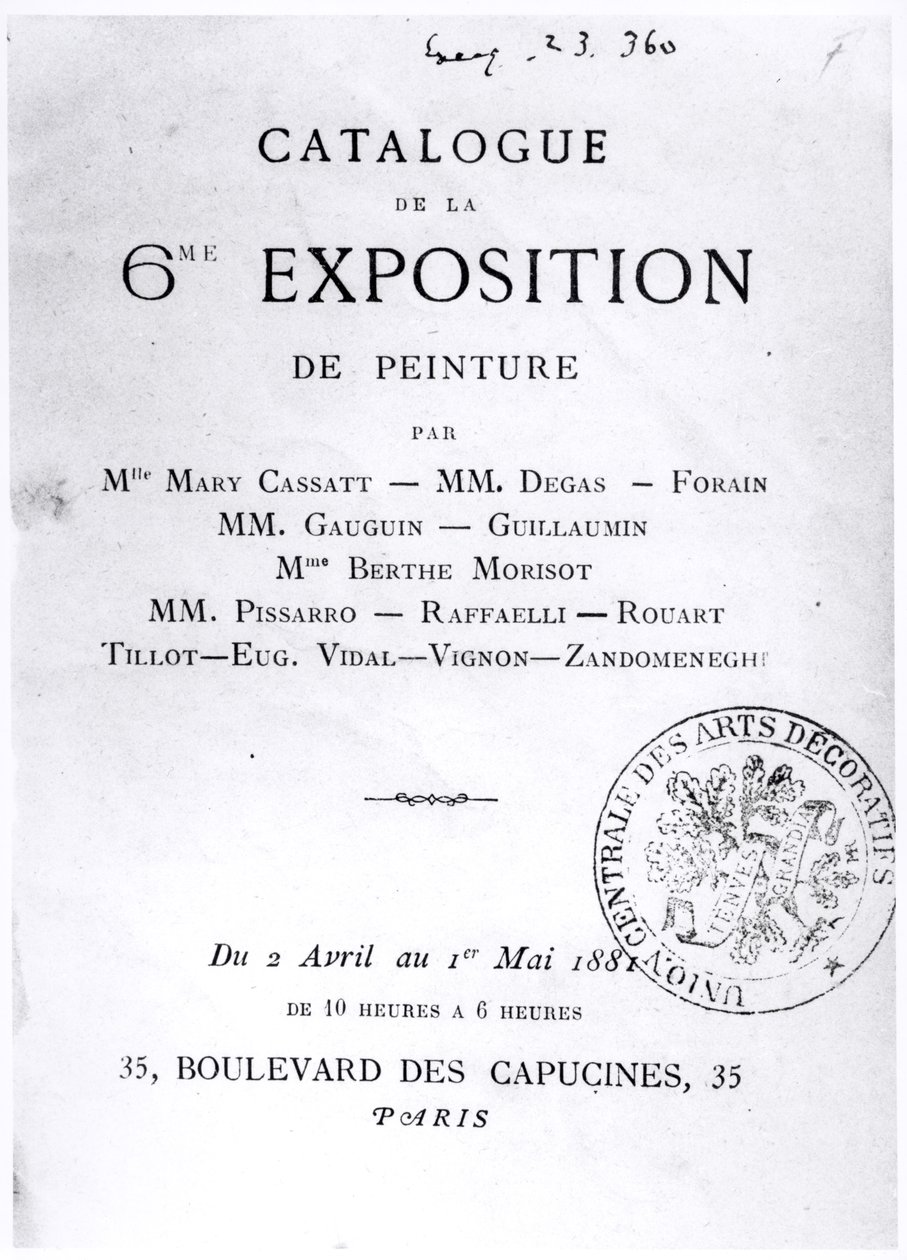 23. 360
CATALOGUE
DE LA
6ME EXPOSITION
DE PEINTURE
PAR
Mlle MARY CASSATT — MM. DEGAS — FORAIN
MM. GAUGUIN — GUILLAUMIN
Mme BERTHE MORISOT
MM. PISSARRO — RAFFAELLI — ROUART
TILLOT—EUG. VIDAL—VIGNON—ZANDOMENEGHI
UNION CENTRALE DES ARTS DÉCORATIFS
TENVES
GRANDIA
Du 2 Avril au 1er Mai 1881
DE 10 HEURES A 6 HEURES
35, BOULEVARD DES CAPUCINES, 35
PARIS